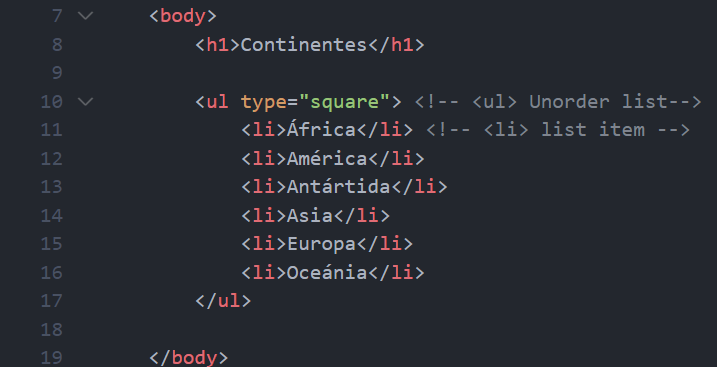 7 <body>
8 <h1>Continentes</h1>
9
10 <ul type="square"> <!-- <ul> Unorder list-->
11 <li>África</li> <!-- <li> list item -->
12 <li>América</li>
13 <li>Antártida</li>
14 <li>Asia</li>
15 <li>Europa</li>
16 <li>Oceánia</li>
17 </ul>
18
19 </body>